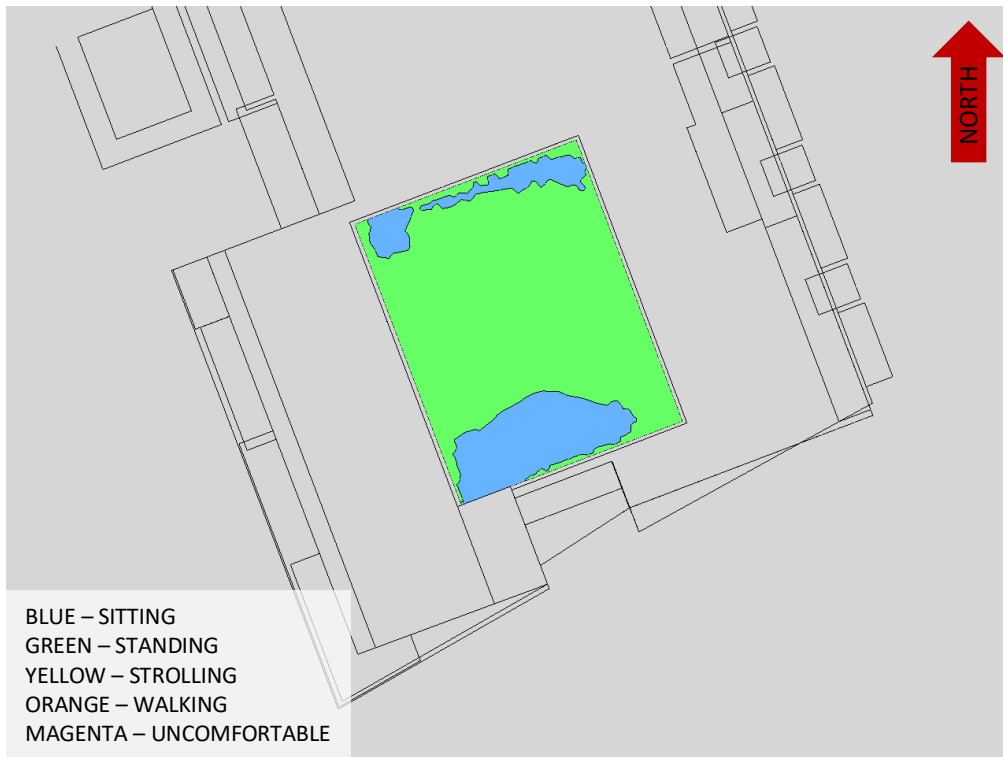 NORTH
BLUE – SITTING
GREEN – STANDING
YELLOW – STROLLING
ORANGE – WALKING
MAGENTA – UNCOMFORTABLE